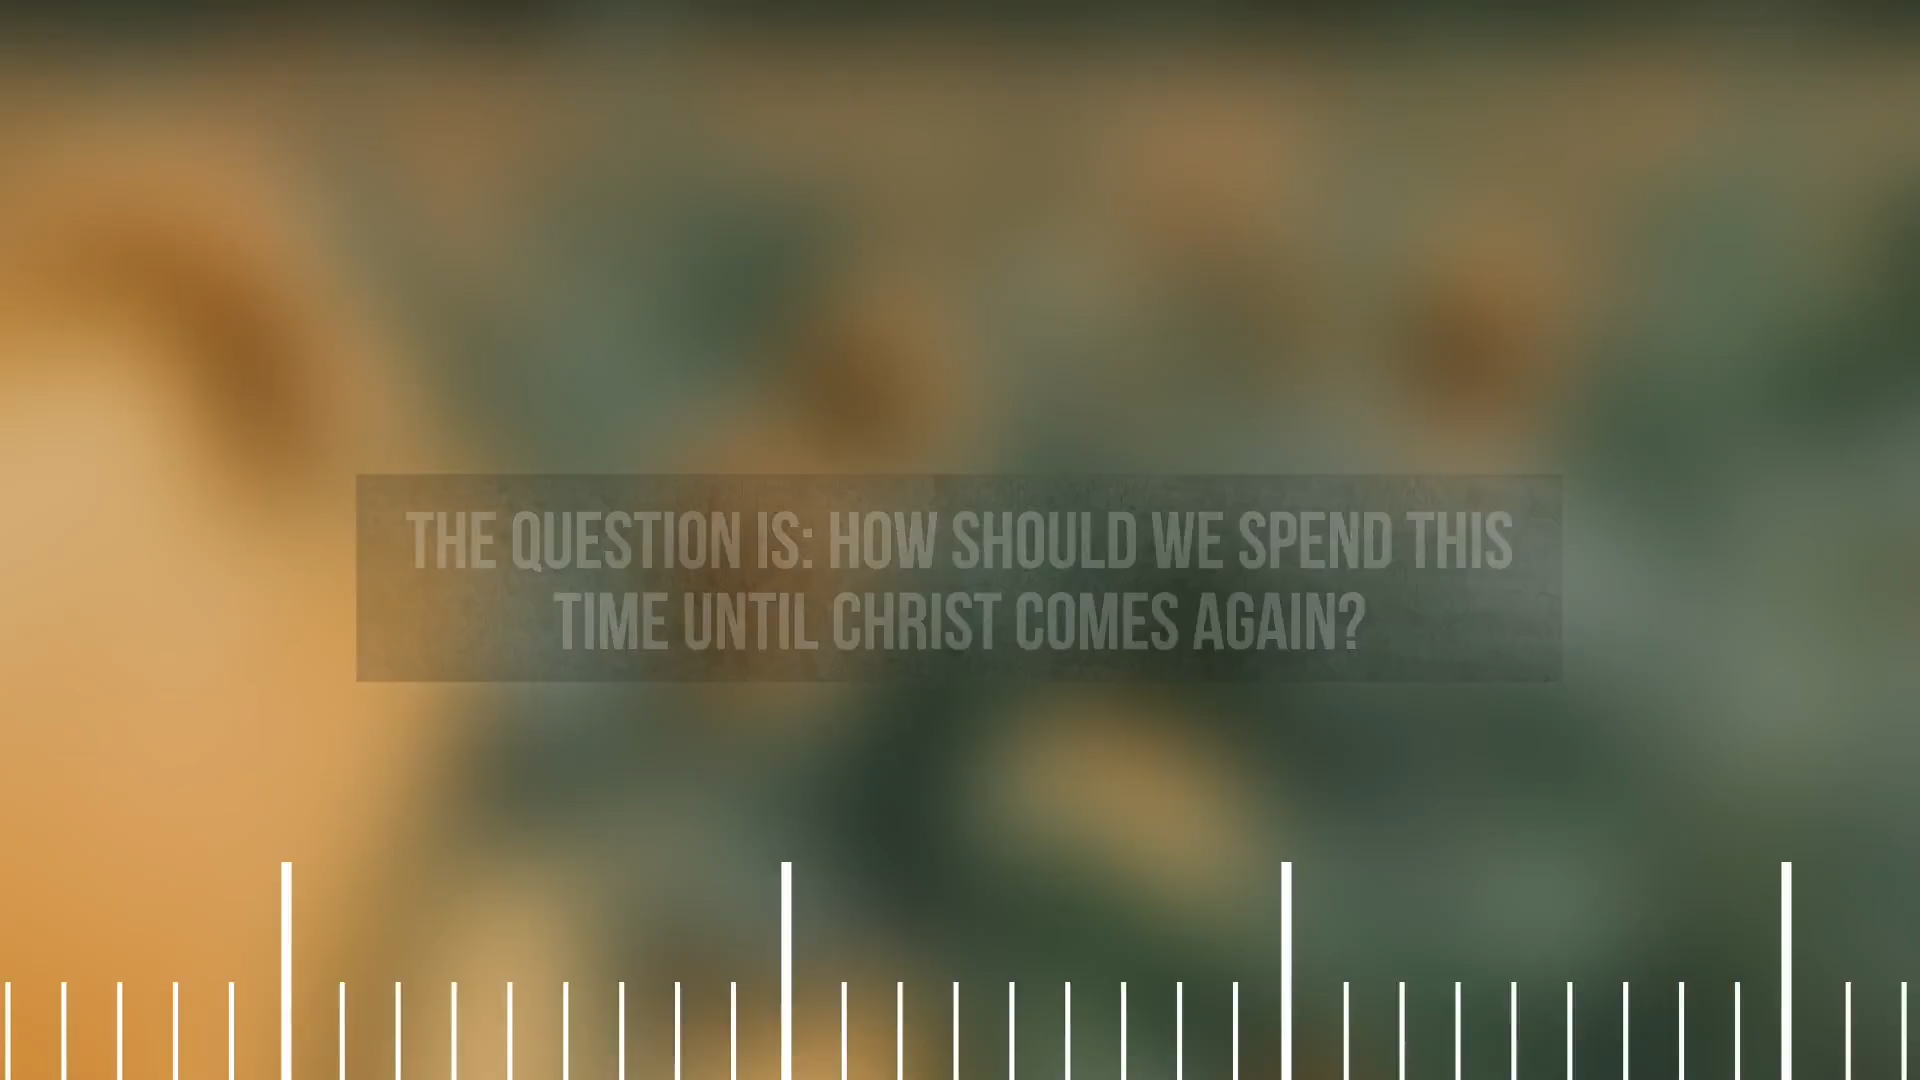 THE QUESTION IS: HOW SHOULD WE SPEND THIS
TIME UNTIL CHRIST COMES AGAIN?